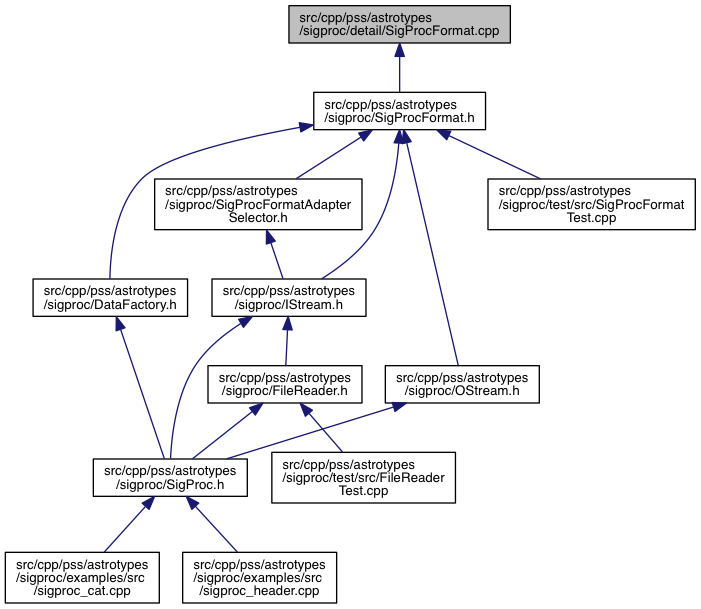 src/cpp/pss/astrotypes
/sigproc/detail/SigProcFormat.cpp
src/cpp/pss/astrotypes
/sigproc/SigProcFormat.h
src/cpp/pss/astrotypes
/sigproc/SigProcFormatAdapter
Selector.h
src/cpp/pss/astrotypes
/sigproc/test/src/SigProcFormat
Test.cpp
src/cpp/pss/astrotypes
/sigproc/DataFactory.h
src/cpp/pss/astrotypes
/sigproc/IStream.h
src/cpp/pss/astrotypes
/sigproc/FileReader.h
src/cpp/pss/astrotypes
/sigproc/OStream.h
src/cpp/pss/astrotypes
/sigproc/SigProc.h
src/cpp/pss/astrotypes
/sigproc/test/src/FileReader
Test.cpp
src/cpp/pss/astrotypes
/sigproc/examples/src
/sigproc_cat.cpp
src/cpp/pss/astrotypes
/sigproc/examples/src
/sigproc_header.cpp